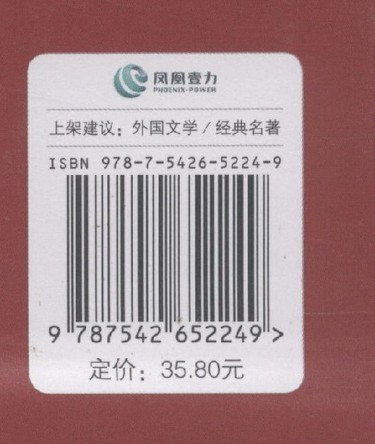 凤凰壹力
PHOENIX-POWER
上架建议：外国文学/经典名著
ISBN 978-7-5426-5224-9
9 787542 652249 >
定价：35.80元